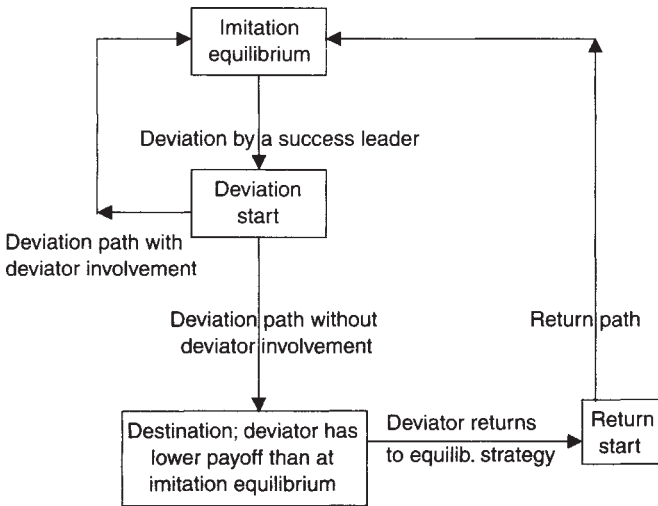 Imitation
equilibrium
Deviation by a success leader
Deviation
start
Deviation path with
deviator involvement
Deviation path without
deviator involvement
Return path
Destination; deviator has
lower payoff than at
imitation equilibrium
Deviator returns
to equilib. strategy
Return
start